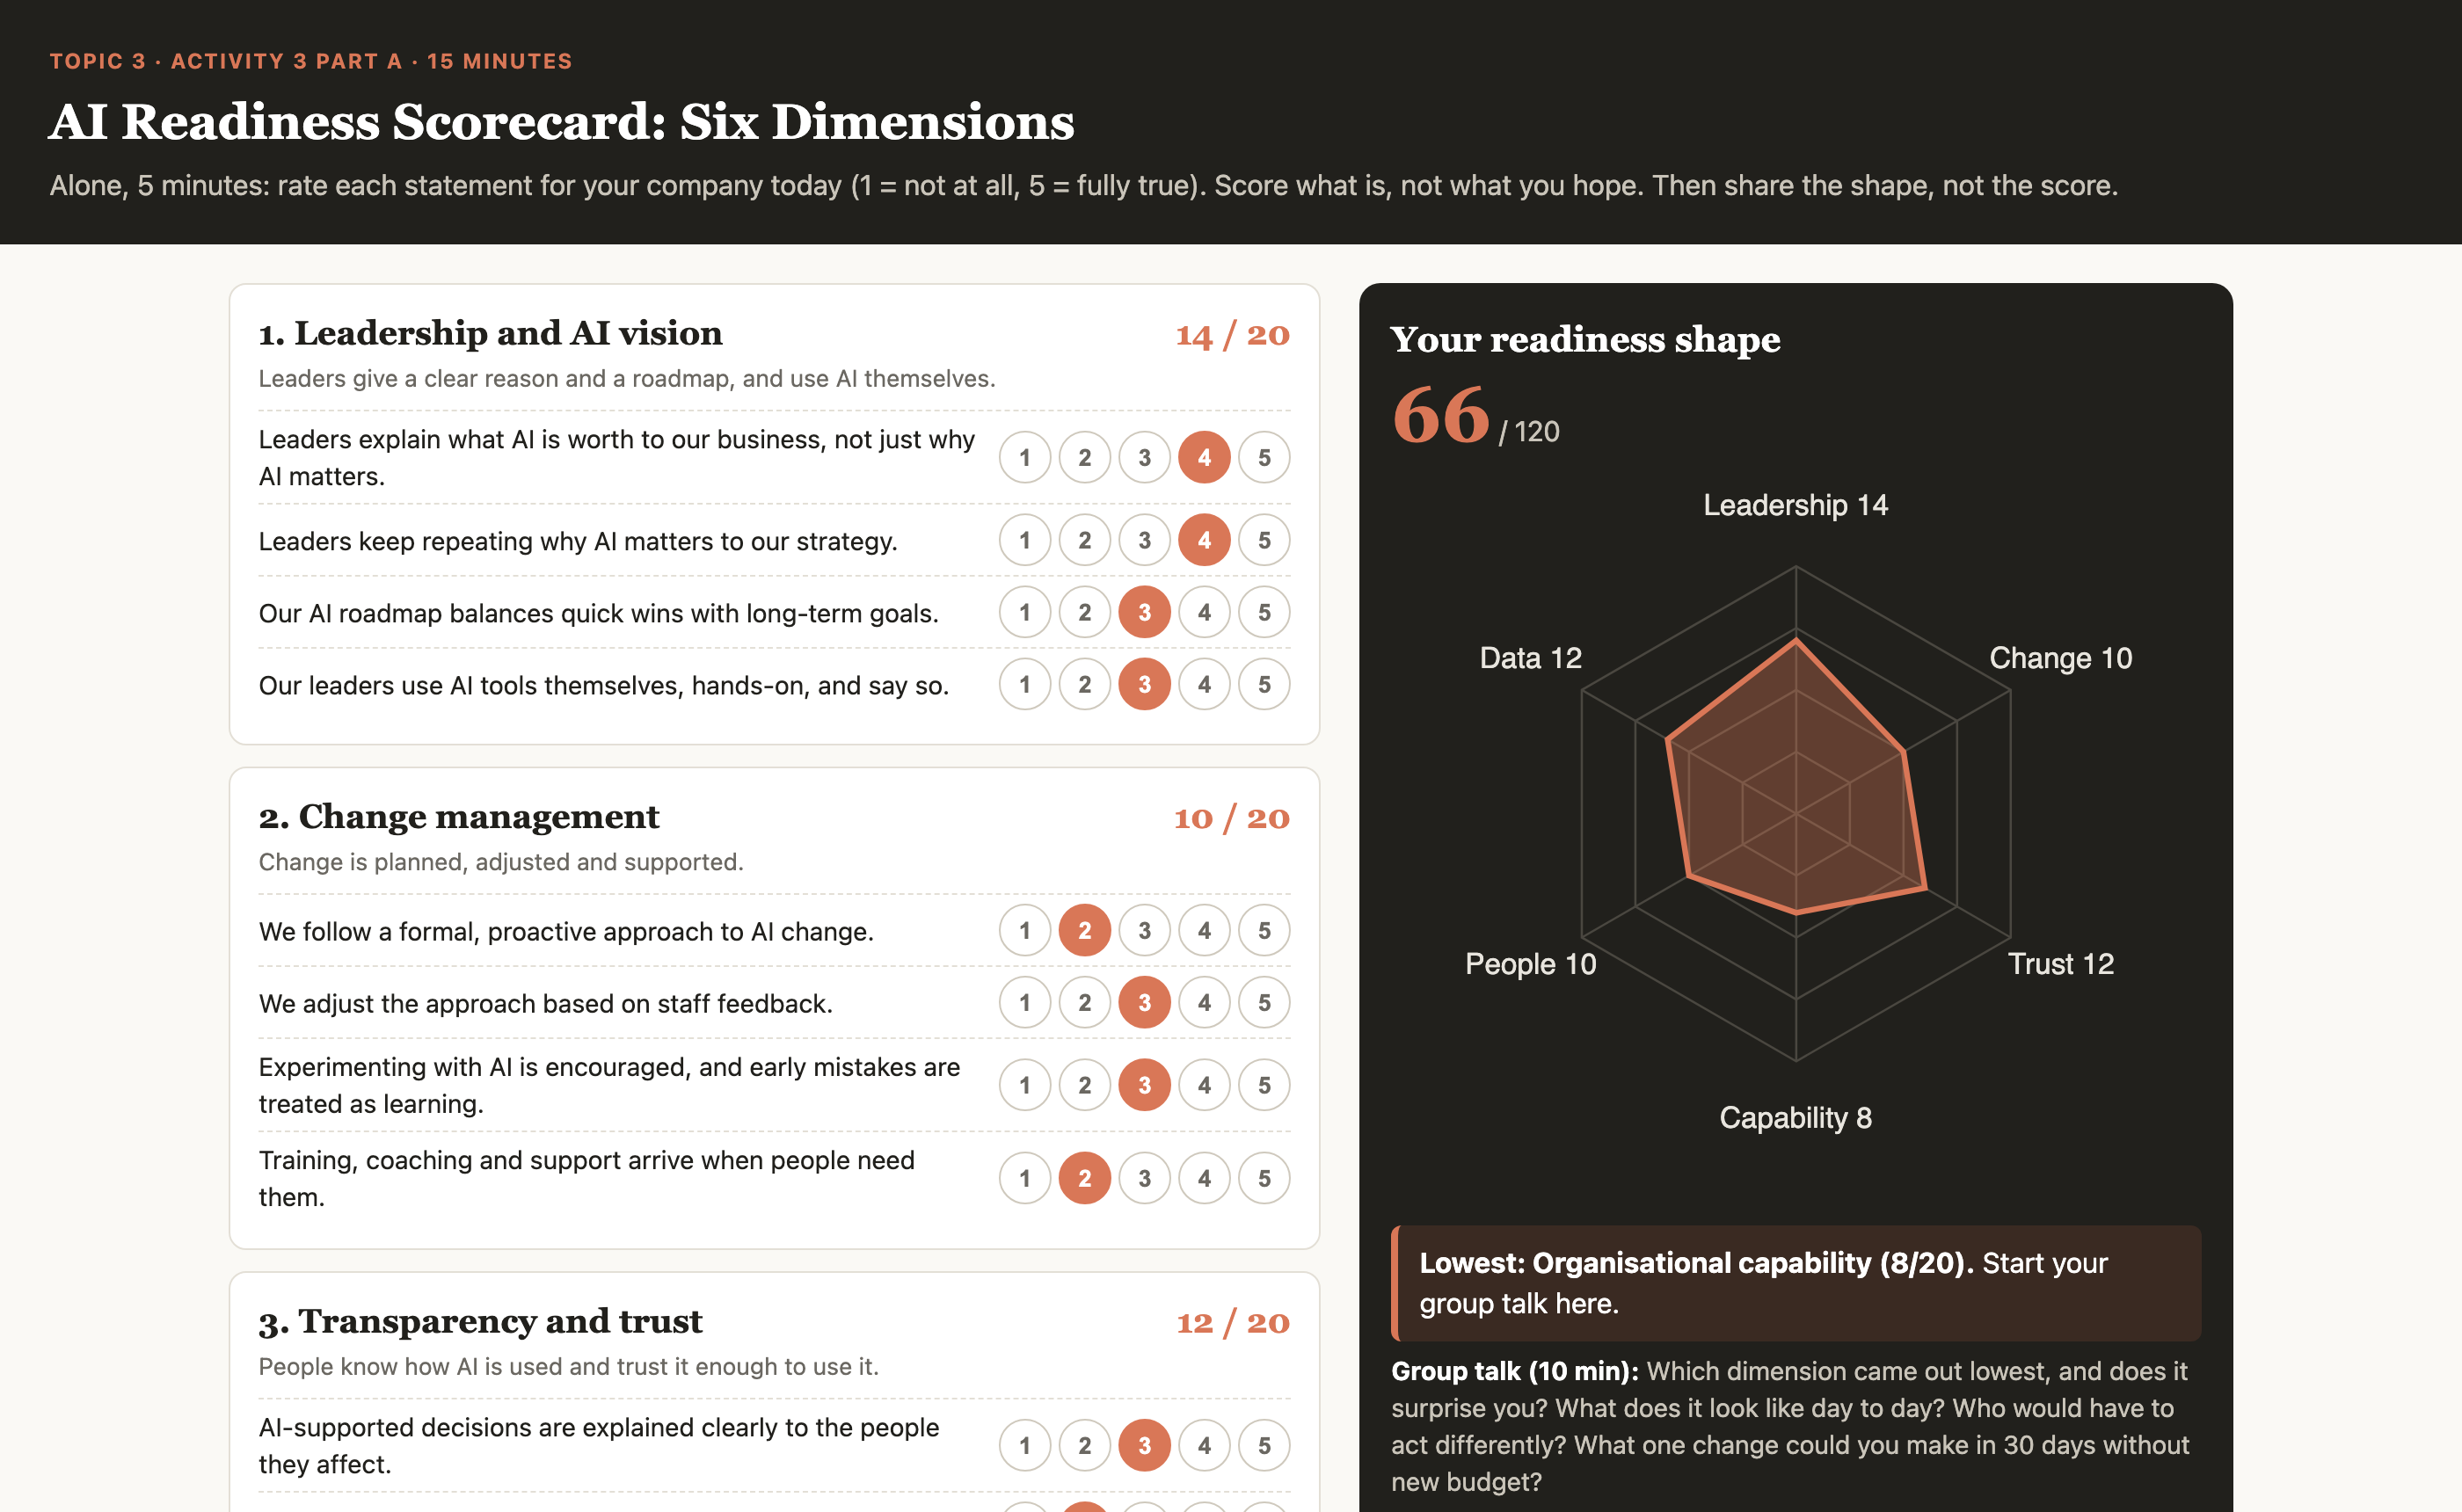 TOPIC 3 · ACTIVITY 3 PART A · 15 MINUTES
AI Readiness Scorecard: Six Dimensions
Alone, 5 minutes: rate each statement for your company today (1 = not at all, 5 = fully true). Score what is, not what you hope. Then share the shape, not the score.
1. Leadership and AI vision 14 / 20
Leaders give a clear reason and a roadmap, and use AI themselves.
Leaders explain what AI is worth to our business, not just why
AI matters.
1 2 3 4 5
Leaders keep repeating why AI matters to our strategy. 1 2 3 4 5
Our AI roadmap balances quick wins with long-term goals. 1 2 3 4 5
Our leaders use AI tools themselves, hands-on, and say so. 1 2 3 4 5
2. Change management 10 / 20
Change is planned, adjusted and supported.
We follow a formal, proactive approach to AI change. 1 2 3 4 5
We adjust the approach based on staff feedback. 1 2 3 4 5
Experimenting with AI is encouraged, and early mistakes are
treated as learning.
1 2 3 4 5
Training, coaching and support arrive when people need
them.
1 2 3 4 5
3. Transparency and trust 12 / 20
People know how AI is used and trust it enough to use it.
AI-supported decisions are explained clearly to the people
they affect.
1 2 3 4 5
Your readiness shape
66 / 120
Leadership 14
Data 12
Change 10
People 10
Trust 12
Capability 8
Lowest: Organisational capability (8/20). Start your
group talk here.
Group talk (10 min): Which dimension came out lowest, and does it
surprise you? What does it look like day to day? Who would have to
act differently? What one change could you make in 30 days without
new budget?